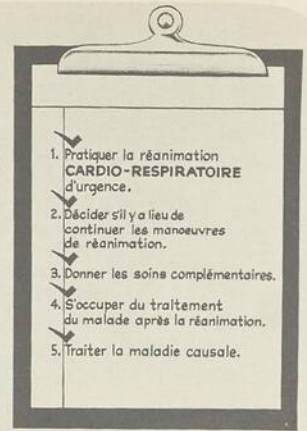 1. Pratiquer la réanimation
CARDIO-RESPIRATOIRE
d'urgence.
2. Décider s'il y a lieu de
continuer les manoeuvres
de réanimation.
3. Donner les soins complémentaires.
4. S'occuper du traitement
du malade après la réanimation.
5. Traiter la maladie causale.